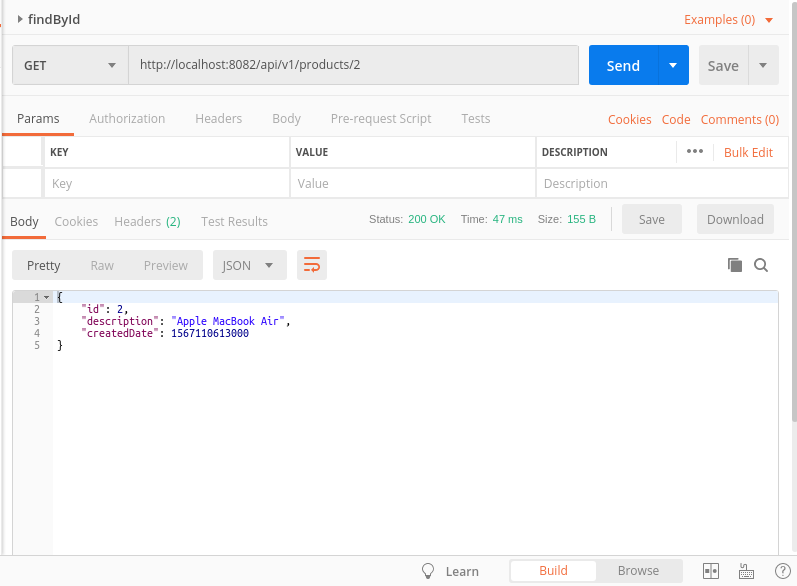 findById
Examples (0)
GET http://localhost:8082/api/v1/products/2 Send Save
Params Authorization Headers Body Pre-request Script Tests Cookies Code Comments (0)
KEY VALUE DESCRIPTION ••• Bulk Edit
Key Value Description
Body Cookies Headers (2) Test Results Status: 200 OK Time: 47 ms Size: 155 B Save Download
Pretty Raw Preview JSON
1 {
2 "id": 2,
3 "description": "Apple MacBook Air",
4 "createdDate": 1567110613000
5 }
Learn Build Browse ?